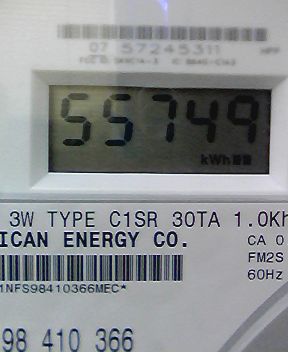 07 57245311 MFP
55749
kWh
3W TYPE C1SR 30TA 1.0Kh
ICAN ENERGY CO. CA 0
FM2S
60Hz
1NFS98410366MEC*
98 410 366